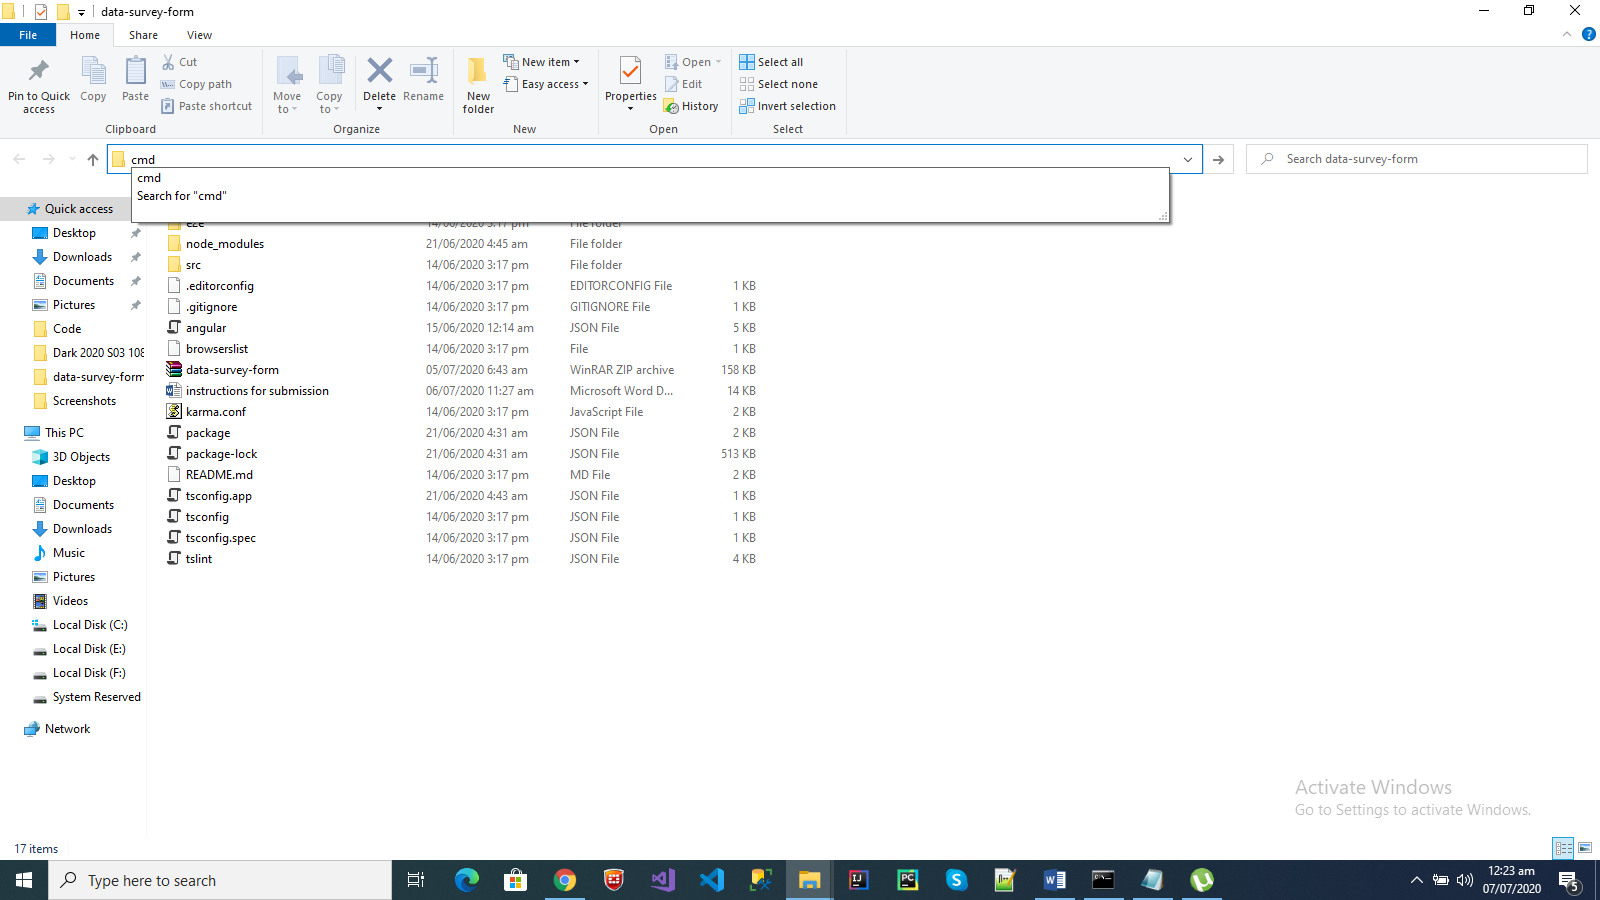 data-survey-form
File Home Share View
Pin to Quick access
Copy
Paste
Cut
Copy path
Paste shortcut
Clipboard
Move to
Copy to
Delete
Rename
Organize
New folder
New item
Easy access
New
Properties
Open
Edit
History
Open
Select all
Select none
Invert selection
Select
cmd
Search data-survey-form
cmd
Search for "cmd"
Quick access
Desktop
Downloads
Documents
Pictures
Code
Dark 2020 S03 108
data-survey-form
Screenshots
This PC
3D Objects
Desktop
Documents
Downloads
Music
Pictures
Videos
Local Disk (C:)
Local Disk (E:)
Local Disk (F:)
System Reserved
Network
eze 14/06/2020 3:17 pm File folder
node_modules 21/06/2020 4:45 am File folder
src 14/06/2020 3:17 pm File folder
.editorconfig 14/06/2020 3:17 pm EDITORCONFIG File 1 KB
.gitignore 14/06/2020 3:17 pm GITIGNORE File 1 KB
angular 15/06/2020 12:14 am JSON File 5 KB
browserslist 14/06/2020 3:17 pm File 1 KB
data-survey-form 05/07/2020 6:43 am WinRAR ZIP archive 158 KB
instructions for submission 06/07/2020 11:27 am Microsoft Word D... 14 KB
karma.conf 14/06/2020 3:17 pm JavaScript File 2 KB
package 21/06/2020 4:31 am JSON File 2 KB
package-lock 21/06/2020 4:31 am JSON File 513 KB
README.md 14/06/2020 3:17 pm MD File 2 KB
tsconfig.app 21/06/2020 4:43 am JSON File 1 KB
tsconfig 14/06/2020 3:17 pm JSON File 1 KB
tsconfig.spec 14/06/2020 3:17 pm JSON File 1 KB
tslint 14/06/2020 3:17 pm JSON File 4 KB
Activate Windows
Go to Settings to activate Windows.
17 items
Type here to search
12:23 am
07/07/2020
5